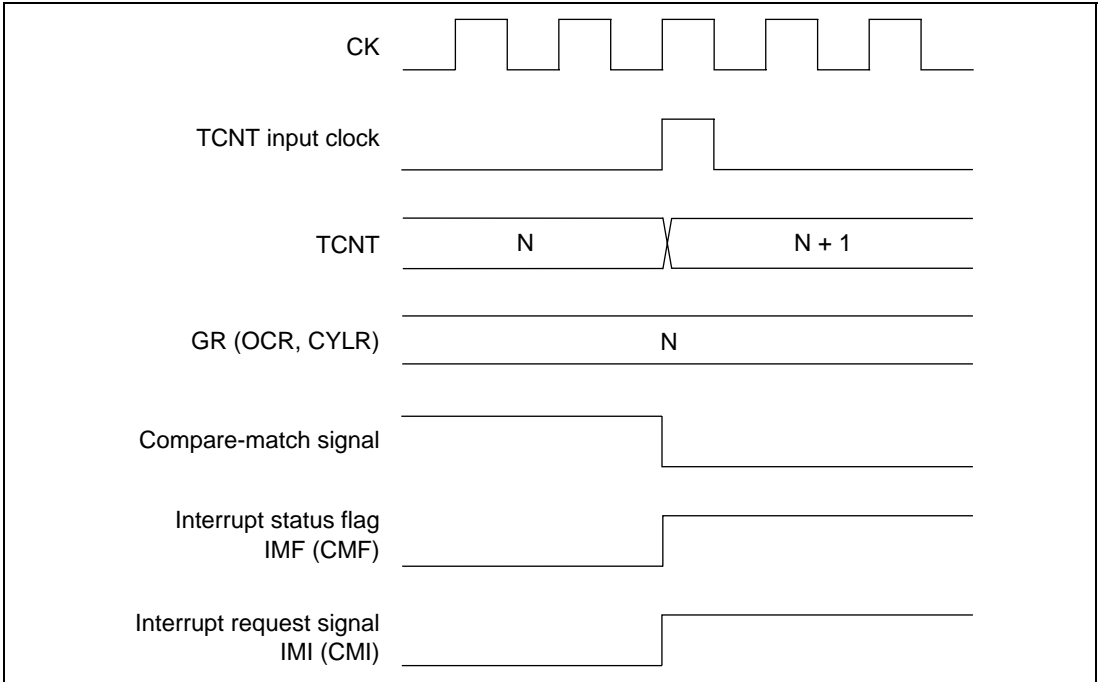 CK
TCNT input clock
TCNT
N
N + 1
GR (OCR, CYLR)
N
Compare-match signal
Interrupt status flag
IMF (CMF)
Interrupt request signal
IMI (CMI)